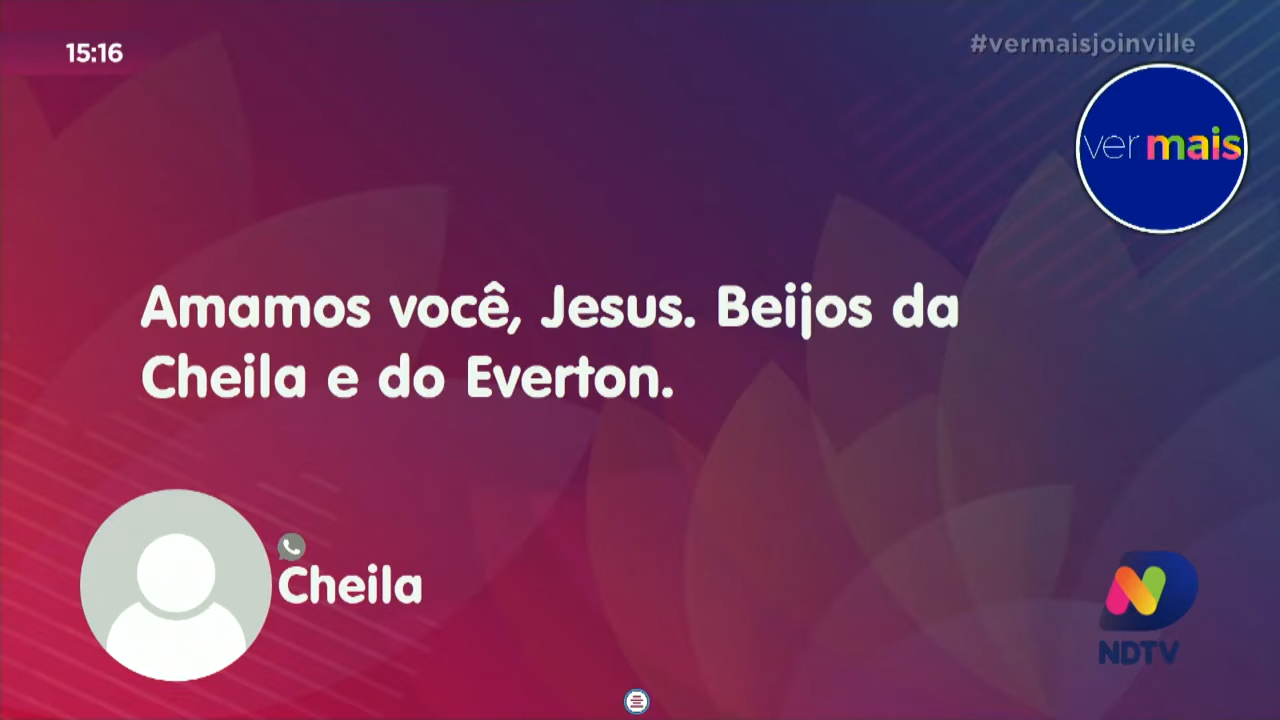 15:16
#vermaisjoinville
ver mais
Amamos você, Jesus. Beijos da
Cheila e do Everton.
Cheila
NDTV